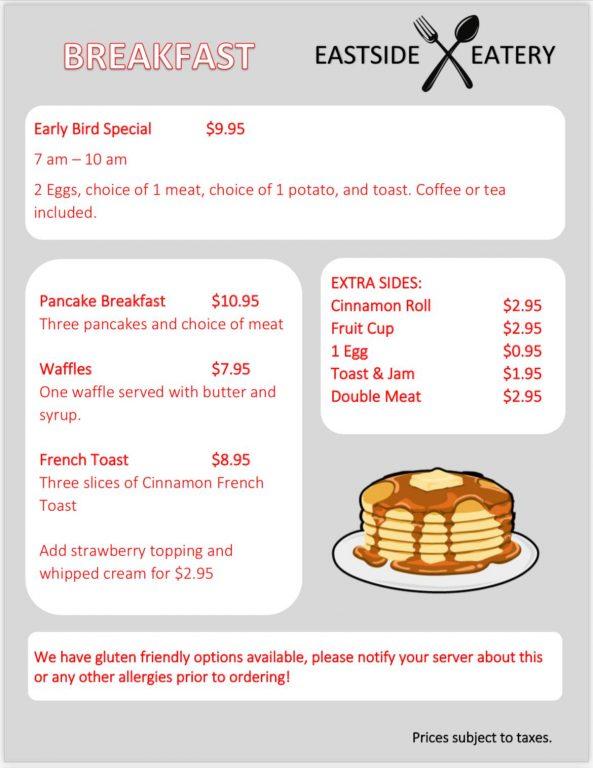 BREAKFAST
EASTSIDE EATERY
Early Bird Special $9.95
7 am – 10 am
2 Eggs, choice of 1 meat, choice of 1 potato, and toast. Coffee or tea
included.
Pancake Breakfast $10.95
Three pancakes and choice of meat
Waffles $7.95
One waffle served with butter and
syrup.
French Toast $8.95
Three slices of Cinnamon French
Toast
Add strawberry topping and
whipped cream for $2.95
EXTRA SIDES:
Cinnamon Roll $2.95
Fruit Cup $2.95
1 Egg $0.95
Toast & Jam $1.95
Double Meat $2.95
We have gluten friendly options available, please notify your server about this
or any other allergies prior to ordering!
Prices subject to taxes.